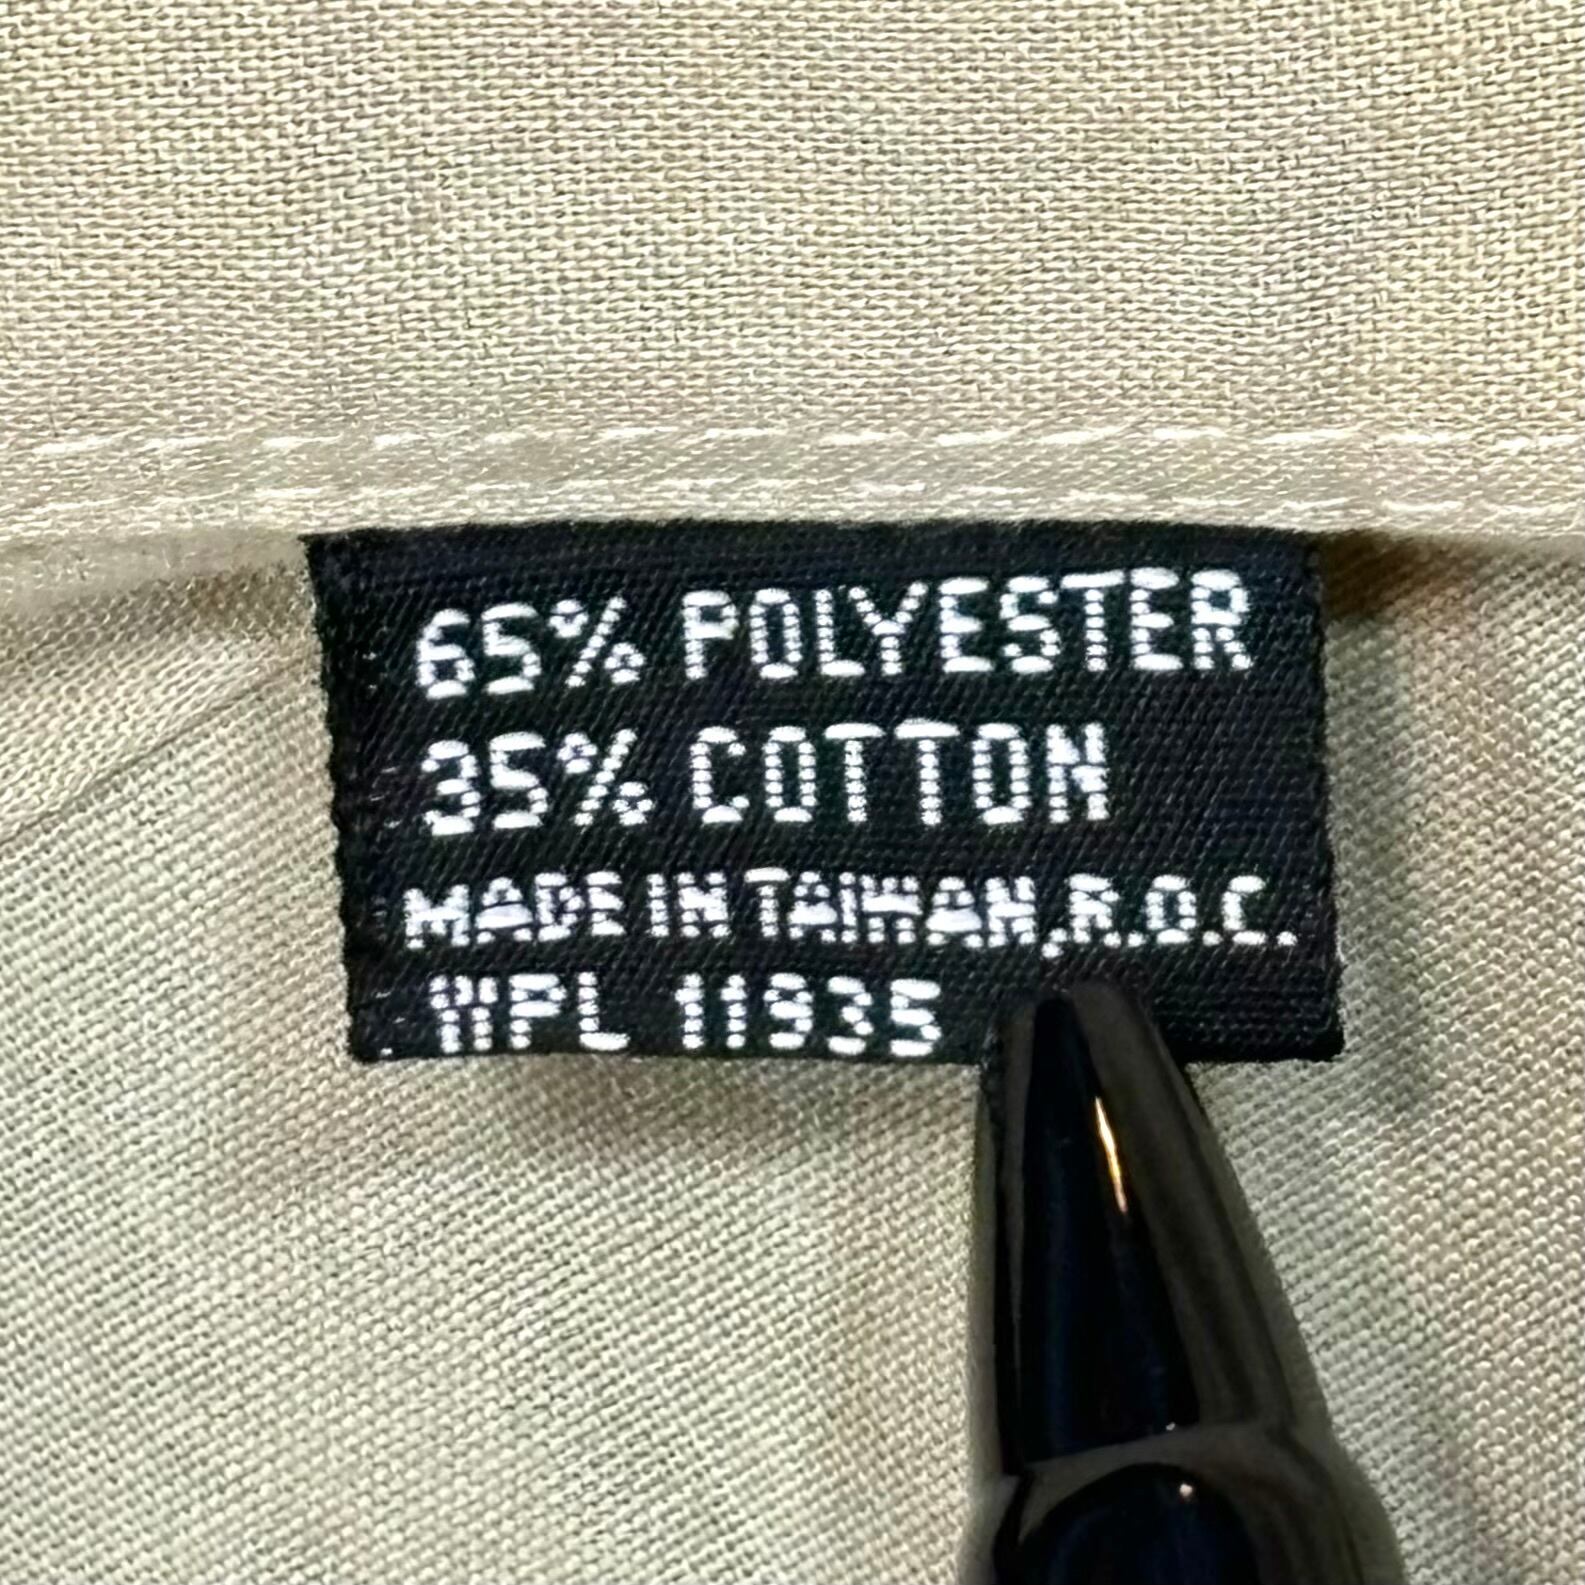 65% POLYESTER
35% COTTON
MADE IN TAIWAN,R.O.C.
WPL 11935